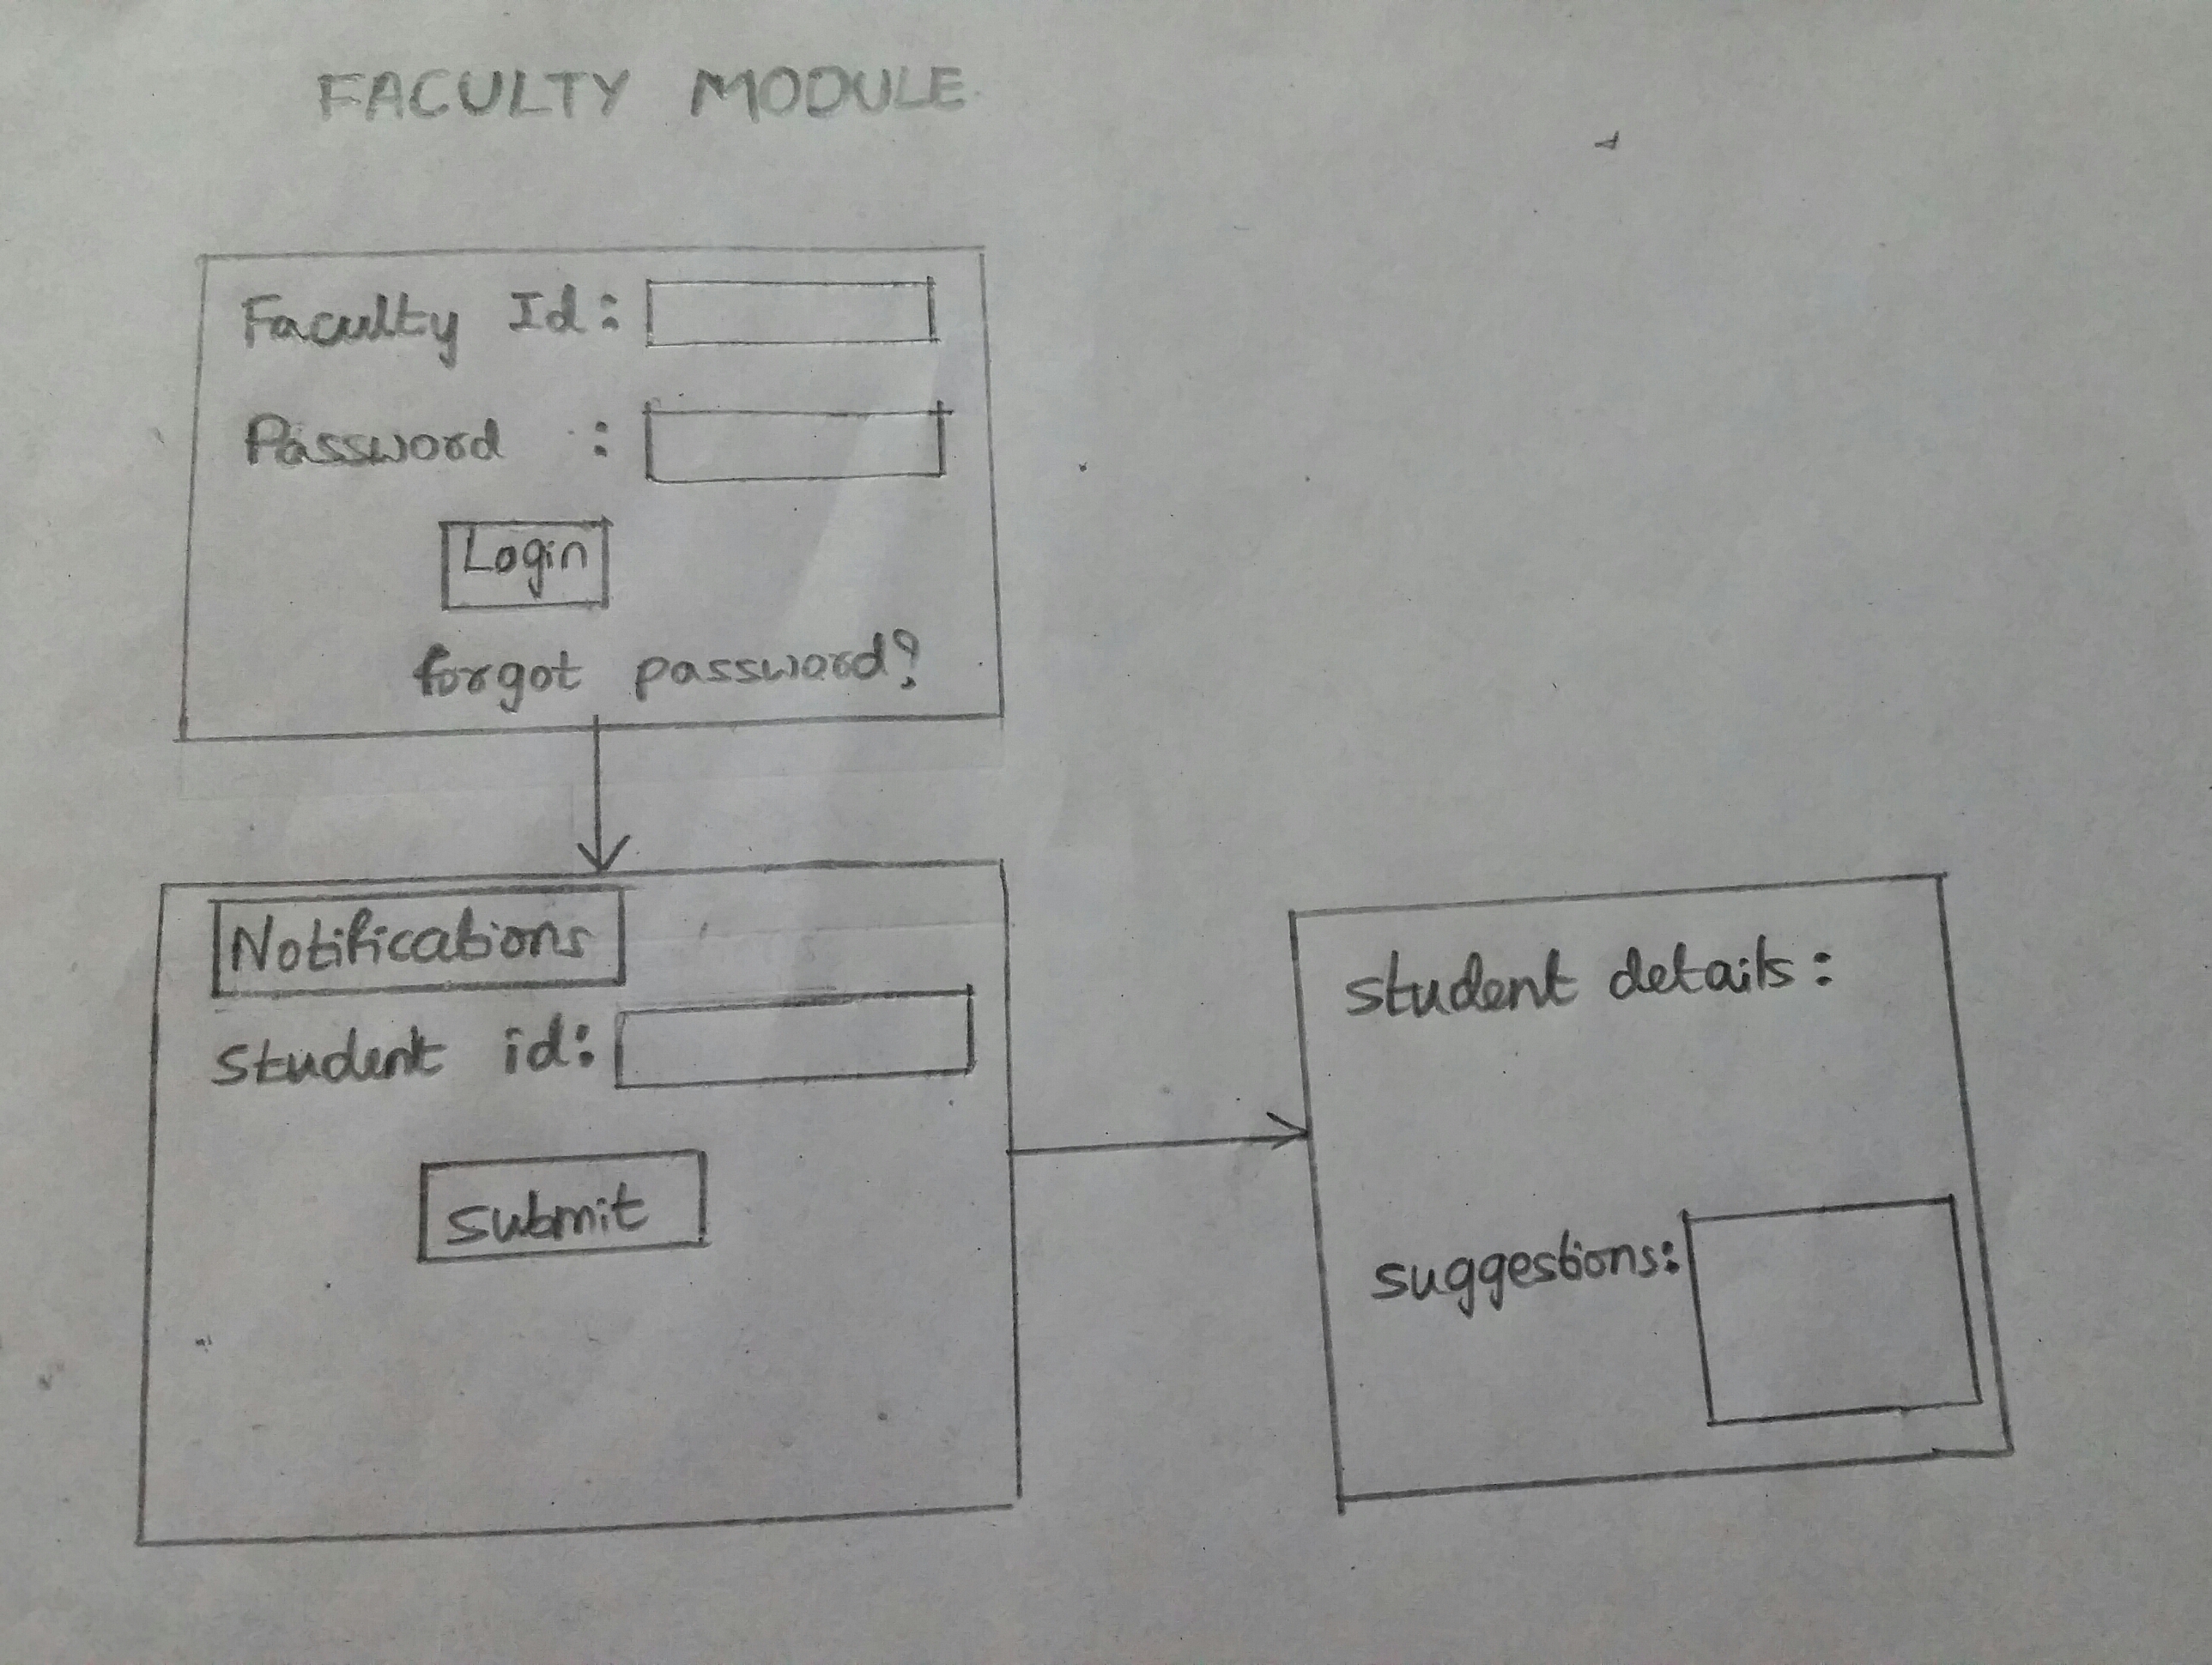 FACULTY MODULE
Faculty Id:
Password :
Login
forgot password?
Notifications
Student id:
Submit
Student details:
suggestions: